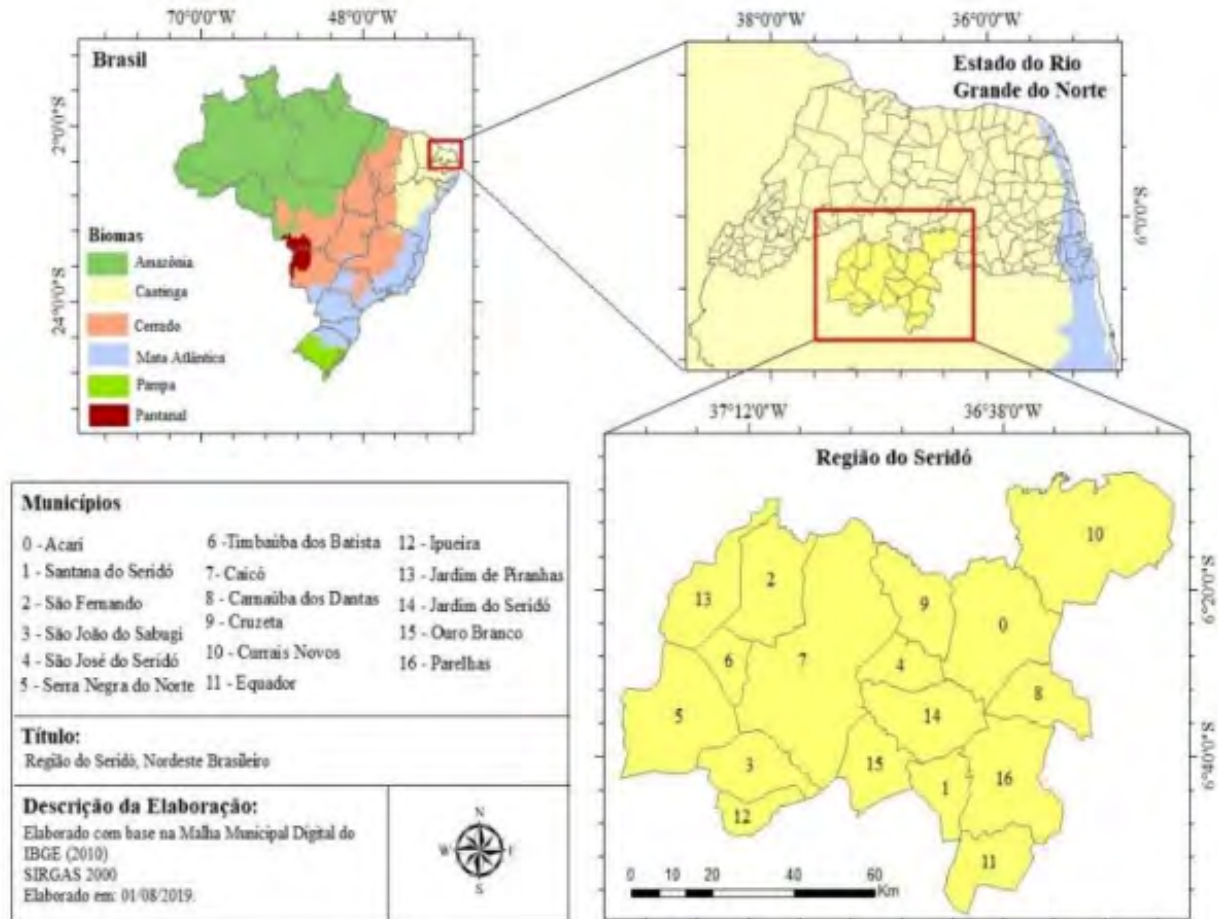 70°0'0"W 48°0'0"W
Brasil
2°0'0"S
24°0'0"S
Biomas
Amazônia
Caatinga
Cerrado
Mata Atlântica
Pampa
Pantanal
38°0'0"W 36°0'0"W
Estado do Rio
Grande do Norte
6°0'0"S
37°12'0"W 36°38'0"W
Região do Seridó
10
2
13
9
0
6
7
4
8
5
14
3
15
1
16
12
11
6°20'0"S
6°40'0"S
0 10 20 40 60
Km
Municípios
0 - Acari
1 - Santana do Seridó
2 - São Fernando
3 - São João do Sabugi
4 - São José do Seridó
5 - Serra Negra do Norte
6 -Timbaúba dos Batista
7 - Caicó
8 - Carnaúba dos Dantas
9 - Cruzeta
10 - Currais Novos
11 - Equador
12 - Ipueira
13 - Jardim de Piranhas
14 - Jardim do Seridó
15 - Ouro Branco
16 - Parelhas
Título:
Região do Seridó, Nordeste Brasileiro
Descrição da Elaboração:
Elaborado com base na Malha Municipal Digital do
IBGE (2010)
SIRGAS 2000
Elaborado em: 01/08/2019.
N
W E
S